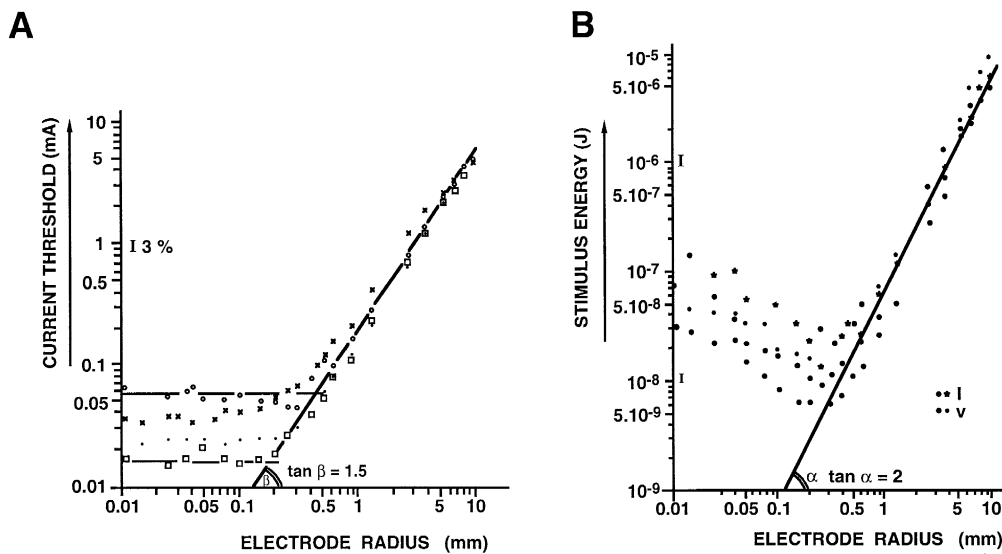 A
CURRENT THRESHOLD (mA)
10
5
1
0.5
0.1
0.05
0.01
I 3 %
β
tan β = 1.5
0.01
0.05
0.1
0.5
1
5
10
ELECTRODE RADIUS (mm)
B
STIMULUS ENERGY (J)
10-5
5.10-6
10-6
5.10-7
10-7
5.10-8
10-8
5.10-9
10-9
I
I
I
V
α tan α = 2
0.01
0.05
0.1
0.5
1
5
10
ELECTRODE RADIUS (mm)